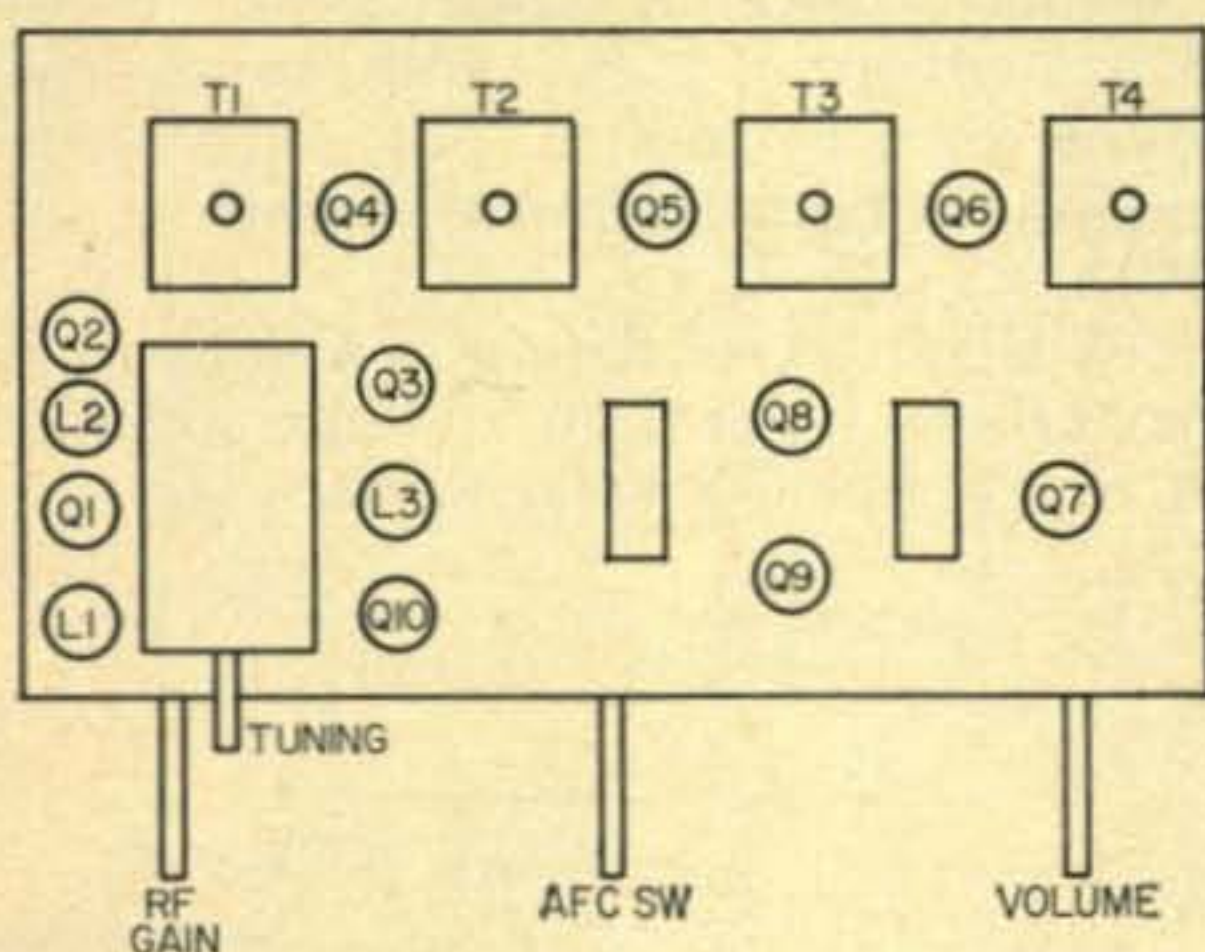 T1 T2 T3 T4
Q4 Q5 Q6
Q2
Q3
L2 Q8
Q1 L3 Q7
Q9
L1 Q10
TUNING
RF AFC SW VOLUME
GAIN